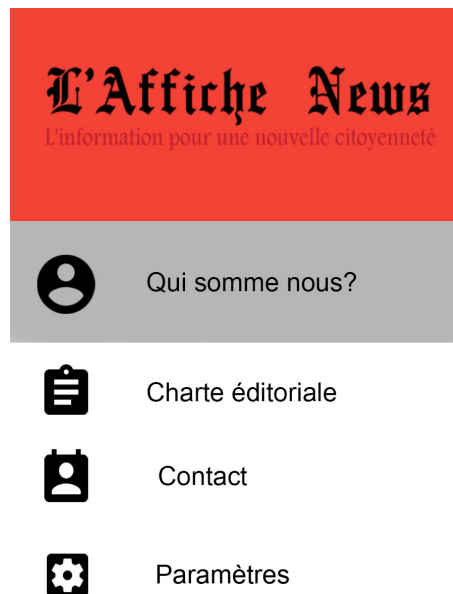 L'Affiche News
L'information pour une nouvelle citoyenneté
Qui somme nous?
Charte éditoriale
Contact
Paramètres